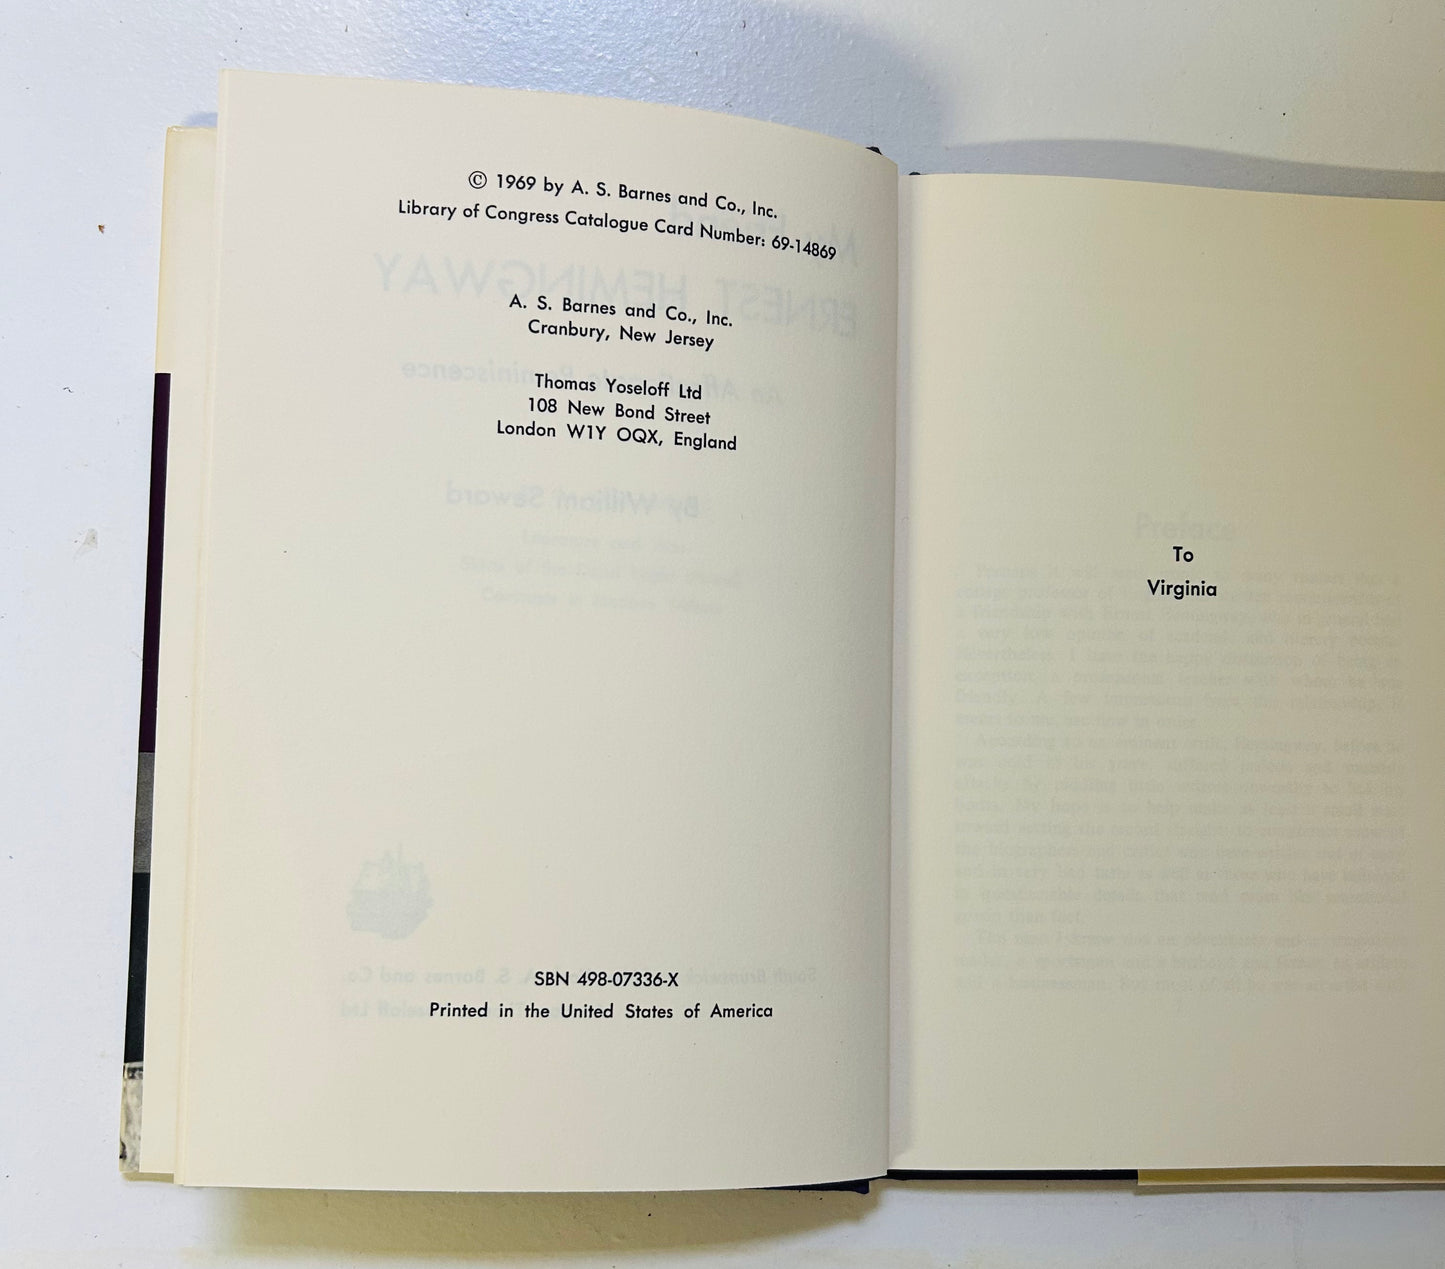 © 1969 by A. S. Barnes and Co., Inc.
Library of Congress Catalogue Card Number: 69-14869
A. S. Barnes and Co., Inc.
Cranbury, New Jersey
Thomas Yoseloff Ltd
108 New Bond Street
London W1Y OQX, England
SBN 498-07336-X
Printed in the United States of America
To
Virginia